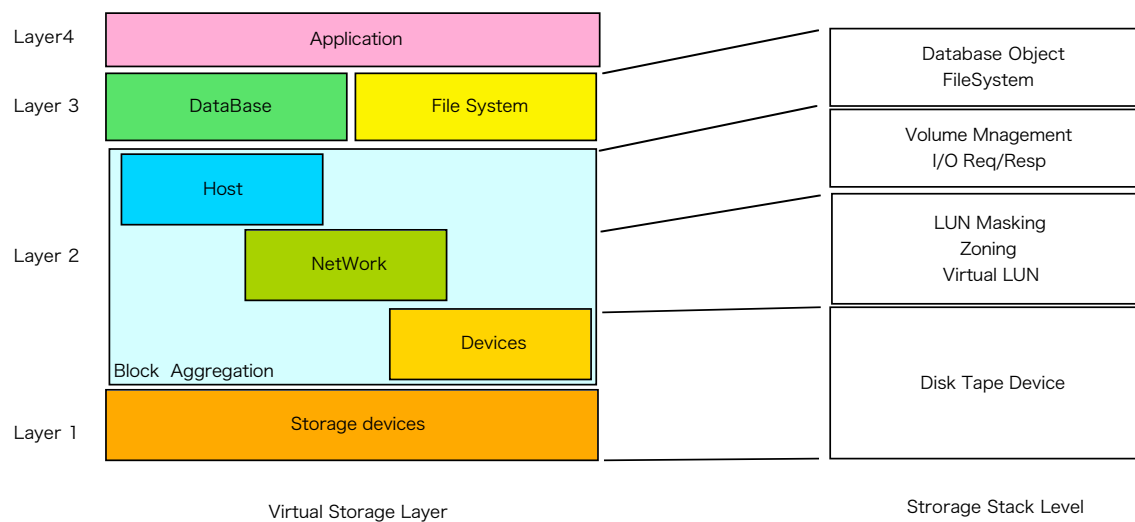 Layer4
Application
Layer 3
DataBase
File System
Layer 2
Host
NetWork
Devices
Block Aggregation
Layer 1
Storage devices
Virtual Storage Layer
Database Object
FileSystem
Volume Mnagement
I/O Req/Resp
LUN Masking
Zoning
Virtual LUN
Disk Tape Device
Strorage Stack Level